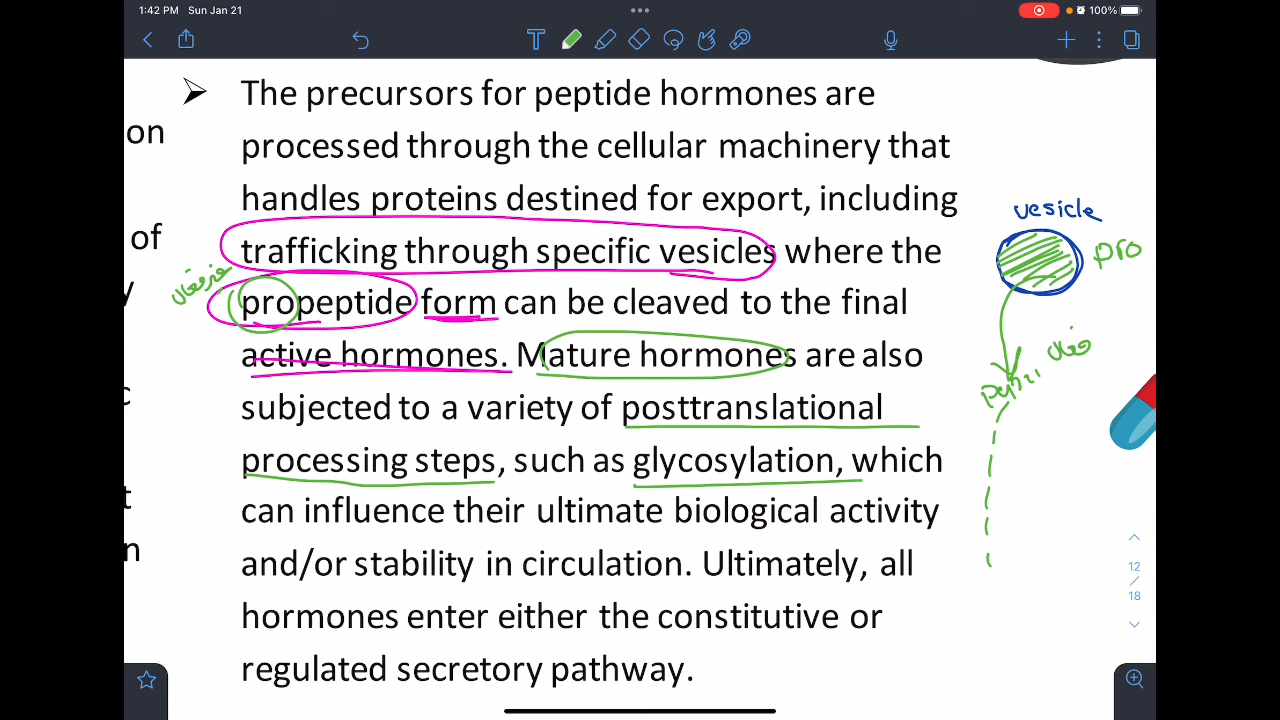 1:42 PM Sun Jan 21
100%
on
of
y
c
t
n
➢ The precursors for peptide hormones are
processed through the cellular machinery that
handles proteins destined for export, including
trafficking through specific vesicles where the
propeptide form can be cleaved to the final
active hormones. Mature hormones are also
subjected to a variety of posttranslational
processing steps, such as glycosylation, which
can influence their ultimate biological activity
and/or stability in circulation. Ultimately, all
hormones enter either the constitutive or
regulated secretory pathway.
vesicle
pro
12
/
18